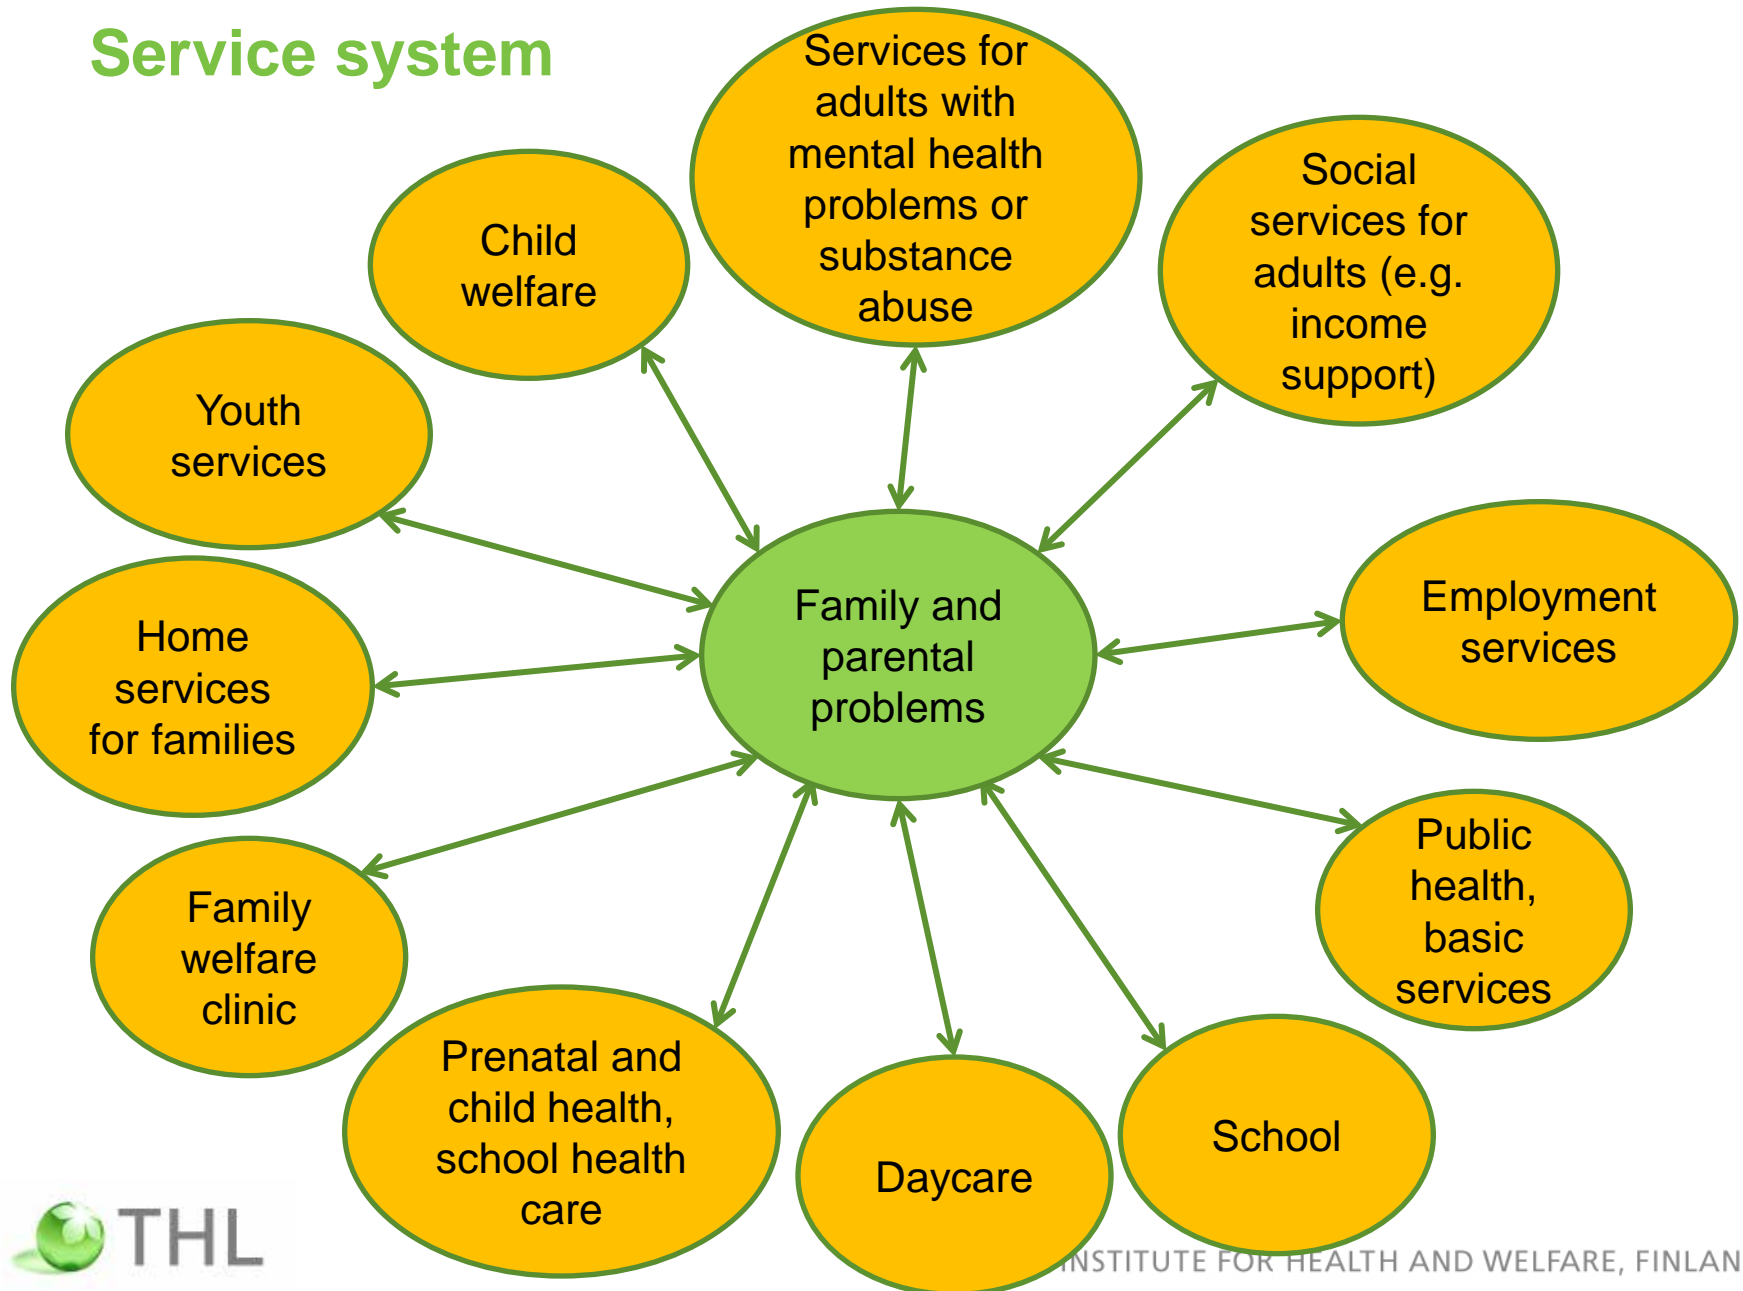 Service system
Services for
adults with
mental health
problems or
substance
abuse
Social
services for
adults (e.g.
income
support)
Child
welfare
Youth
services
Employment
services
Family and
parental
problems
Home
services
for families
Public
health,
basic
services
Family
welfare
clinic
Prenatal and
child health,
school health
care
Daycare
School
THL
NSTITUTE FOR HEALTH AND WELFARE, FINLAN